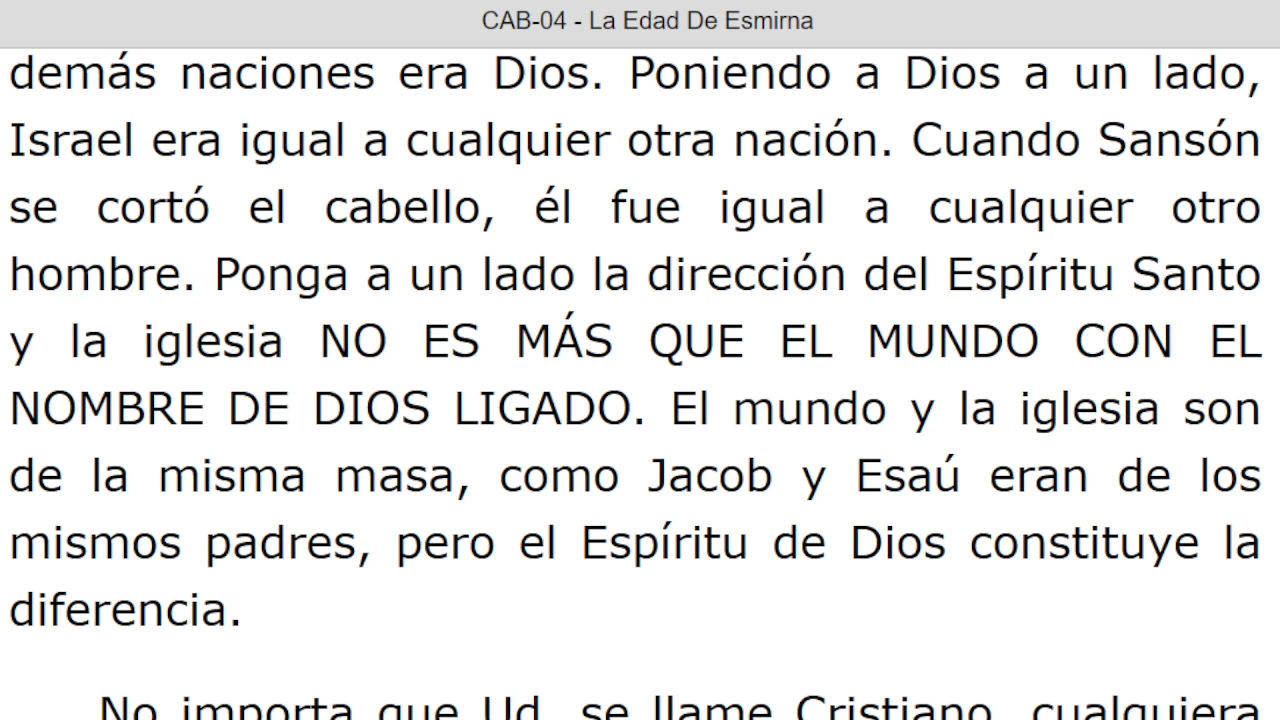 CAB-04 - La Edad De Esmirna
demás naciones era Dios. Poniendo a Dios a un lado,
Israel era igual a cualquier otra nación. Cuando Sansón
se cortó el cabello, él fue igual a cualquier otro
hombre. Ponga a un lado la dirección del Espíritu Santo
y la iglesia NO ES MÁS QUE EL MUNDO CON EL
NOMBRE DE DIOS LIGADO. El mundo y la iglesia son
de la misma masa, como Jacob y Esaú eran de los
mismos padres, pero el Espíritu de Dios constituye la
diferencia.
No importa que Ud. se llame Cristiano, cualquiera